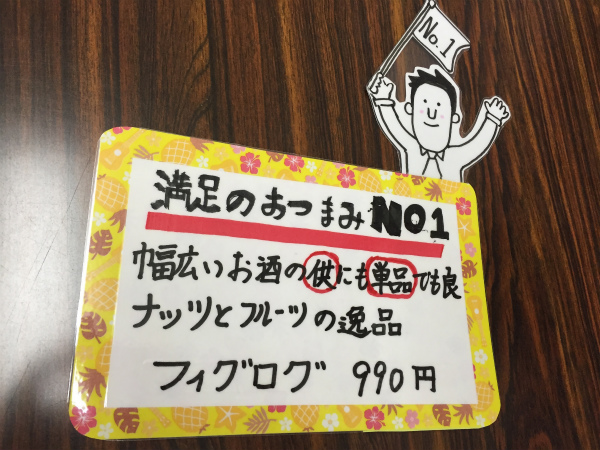 No.1
満足のおつまみNO1
幅広いお酒の供にも単品でも良
ナッツとフルーツの逸品
フィグログ 990円